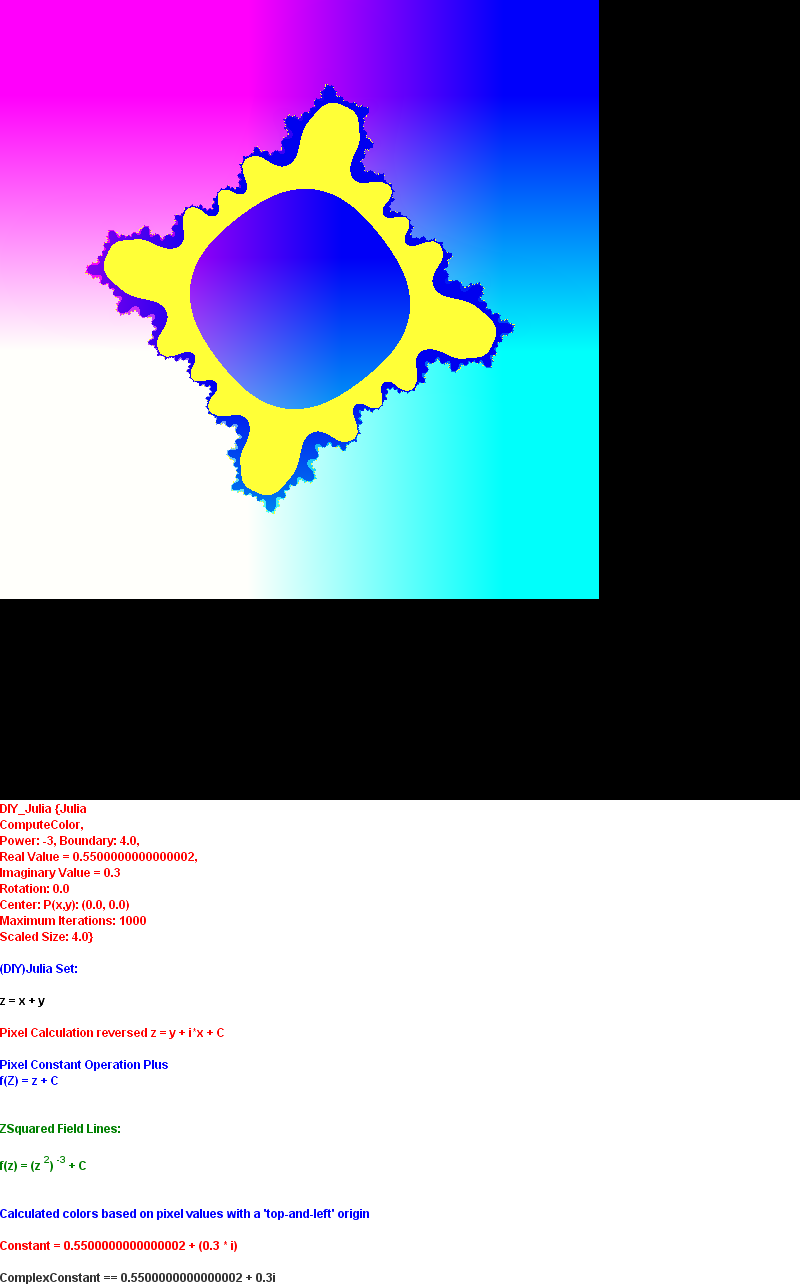 DIY_Julia {Julia
ComputeColor,
Power: -3, Boundary: 4.0,
Real Value = 0.5500000000000002,
Imaginary Value = 0.3
Rotation: 0.0
Center: P(x,y): (0.0, 0.0)
Maximum Iterations: 1000
Scaled Size: 4.0}
(DIY)Julia Set:
z = x + y
Pixel Calculation reversed z = y + i*x + C
Pixel Constant Operation Plus
f(Z) = z + C
ZSquared Field Lines:
f(z) = (z 2) -3 + C
Calculated colors based on pixel values with a 'top-and-left' origin
Constant = 0.5500000000000002 + (0.3 * i)
ComplexConstant == 0.5500000000000002 + 0.3i